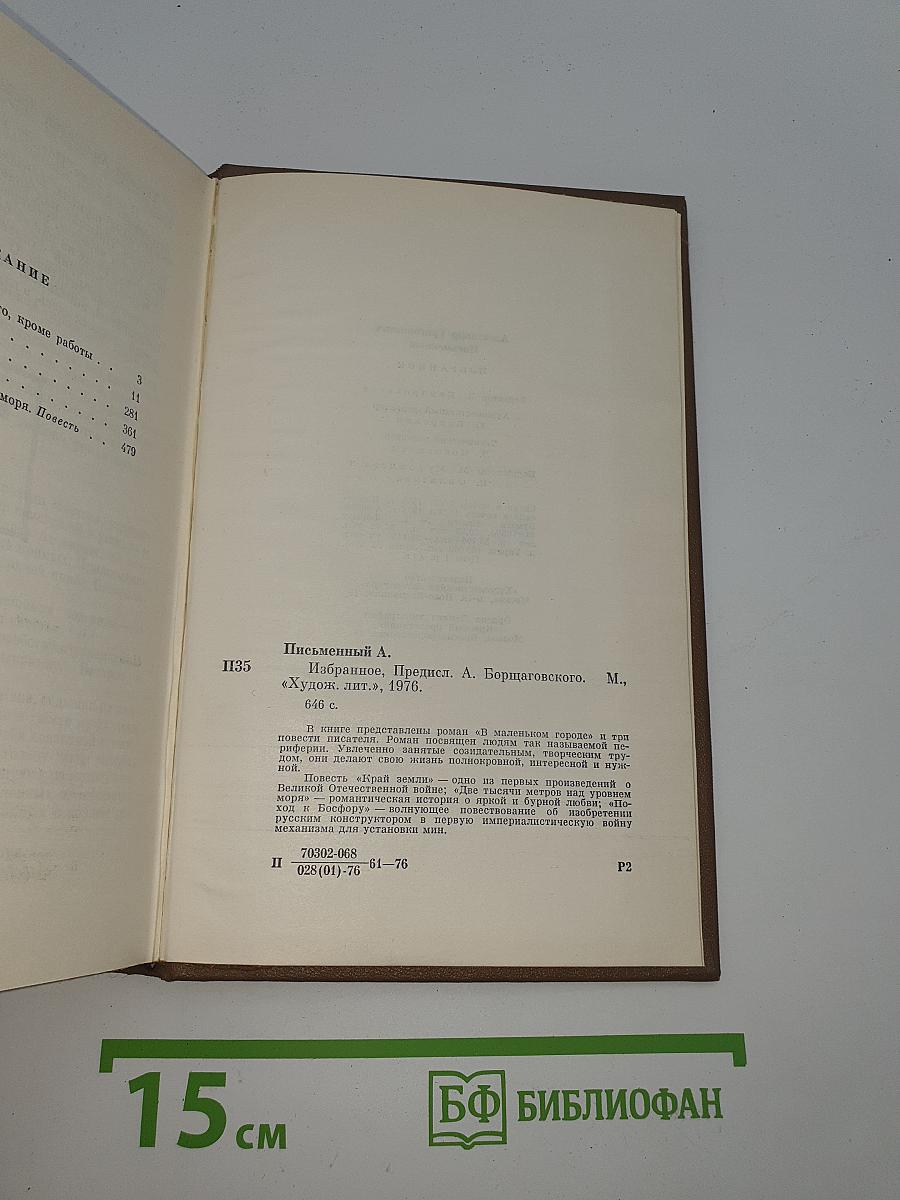 кроме работы . .
3
11
281
361
моря. Повесть . .
479
Письменный А.
П35
Избранное, Предисл. А. Борщаговского. М.,
«Худож. лит.», 1976.
646 с.
В книге представлены роман «В маленьком городе» и три
повести писателя. Роман посвящен людям так называемой пе-
риферии. Увлеченно занятые созидательным, творческим тру-
дом, они делают свою жизнь полнокровной, интересной и нуж-
ной.
Повесть «Край земли» — одно из первых произведений о
Великой Отечественной войне; «Две тысячи метров над уровнем
моря» — романтическая история о яркой и бурной любви; «По-
ход к Босфору» — волнующее повествование об изобретении
русским конструктором в первую империалистическую войну
механизма для установки мин.
П 70302-068
028(01)-76 61—76
Р2
15 см
БФ БИБЛИОФАН